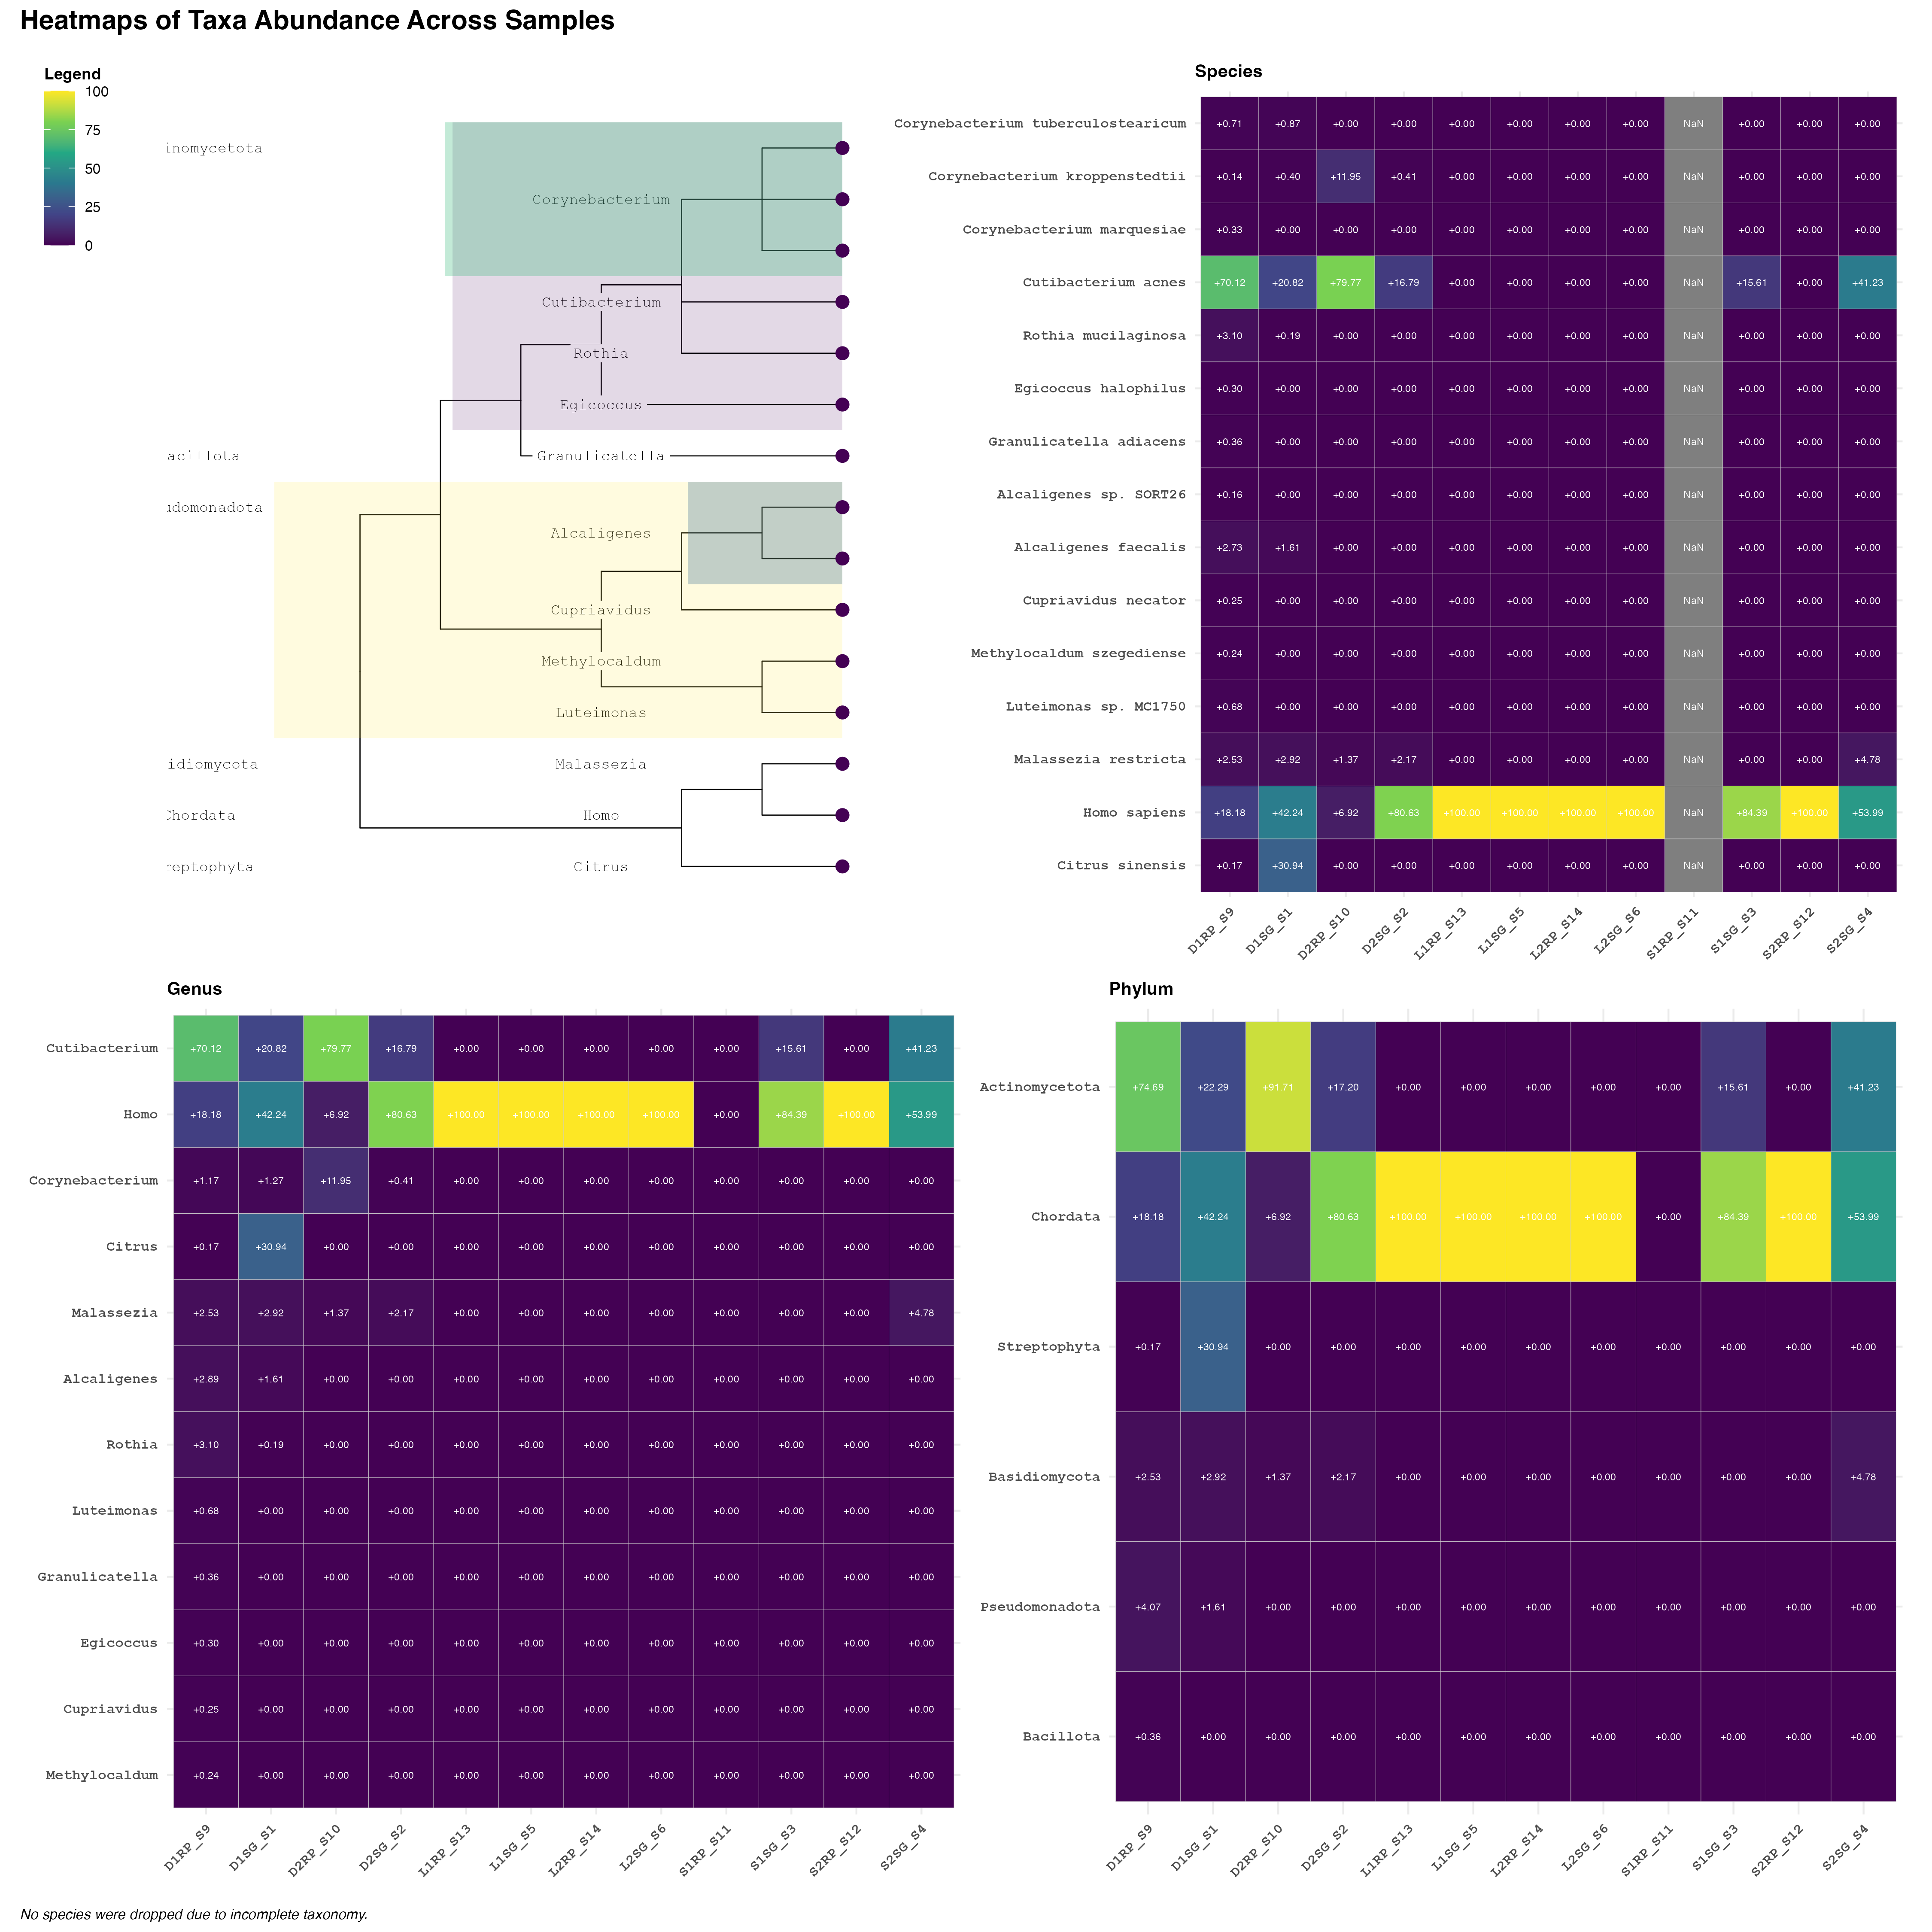 Heatmaps of Taxa Abundance Across Samples
Legend
100
75
50
25
0
inomycetota
Corynebacterium
Cutibacterium
Rothia
Egicoccus
acillota
Granulicatella
udomonadota
Alcaligenes
Cupriavidus
Methylocaldum
Luteimonas
idiomycota
Malassezia
Chordata
Homo
reptophyta
Citrus
Species
Corynebacterium tuberculostearicum +0.71 +0.87 +0.00 +0.00 +0.00 +0.00 +0.00 +0.00 NaN +0.00 +0.00 +0.00
Corynebacterium kroppenstedtii +0.14 +0.40 +11.95 +0.41 +0.00 +0.00 +0.00 +0.00 NaN +0.00 +0.00 +0.00
Corynebacterium marquesiae +0.33 +0.00 +0.00 +0.00 +0.00 +0.00 +0.00 +0.00 NaN +0.00 +0.00 +0.00
Cutibacterium acnes +70.12 +20.82 +79.77 +16.79 +0.00 +0.00 +0.00 +0.00 NaN +15.61 +0.00 +41.23
Rothia mucilaginosa +3.10 +0.19 +0.00 +0.00 +0.00 +0.00 +0.00 +0.00 NaN +0.00 +0.00 +0.00
Egicoccus halophilus +0.30 +0.00 +0.00 +0.00 +0.00 +0.00 +0.00 +0.00 NaN +0.00 +0.00 +0.00
Granulicatella adiacens +0.36 +0.00 +0.00 +0.00 +0.00 +0.00 +0.00 +0.00 NaN +0.00 +0.00 +0.00
Alcaligenes sp. SORT26 +0.16 +0.00 +0.00 +0.00 +0.00 +0.00 +0.00 +0.00 NaN +0.00 +0.00 +0.00
Alcaligenes faecalis +2.73 +1.61 +0.00 +0.00 +0.00 +0.00 +0.00 +0.00 NaN +0.00 +0.00 +0.00
Cupriavidus necator +0.25 +0.00 +0.00 +0.00 +0.00 +0.00 +0.00 +0.00 NaN +0.00 +0.00 +0.00
Methylocaldum szegediense +0.24 +0.00 +0.00 +0.00 +0.00 +0.00 +0.00 +0.00 NaN +0.00 +0.00 +0.00
Luteimonas sp. MC1750 +0.68 +0.00 +0.00 +0.00 +0.00 +0.00 +0.00 +0.00 NaN +0.00 +0.00 +0.00
Malassezia restricta +2.53 +2.92 +1.37 +2.17 +0.00 +0.00 +0.00 +0.00 NaN +0.00 +0.00 +4.78
Homo sapiens +18.18 +42.24 +6.92 +80.63 +100.00 +100.00 +100.00 +100.00 NaN +84.39 +100.00 +53.99
Citrus sinensis +0.17 +30.94 +0.00 +0.00 +0.00 +0.00 +0.00 +0.00 NaN +0.00 +0.00 +0.00
D1RP_S9 D1SG_S1 D2RP_S10 D2SG_S2 L1RP_S13 L1SG_S5 L2RP_S14 L2SG_S6 S1RP_S11 S1SG_S3 S2RP_S12 S2SG_S4
Genus
Cutibacterium +70.12 +20.82 +79.77 +16.79 +0.00 +0.00 +0.00 +0.00 +0.00 +15.61 +0.00 +41.23
Homo +18.18 +42.24 +6.92 +80.63 +100.00 +100.00 +100.00 +100.00 +0.00 +84.39 +100.00 +53.99
Corynebacterium +1.17 +1.27 +11.95 +0.41 +0.00 +0.00 +0.00 +0.00 +0.00 +0.00 +0.00 +0.00
Citrus +0.17 +30.94 +0.00 +0.00 +0.00 +0.00 +0.00 +0.00 +0.00 +0.00 +0.00 +0.00
Malassezia +2.53 +2.92 +1.37 +2.17 +0.00 +0.00 +0.00 +0.00 +0.00 +0.00 +0.00 +4.78
Alcaligenes +2.89 +1.61 +0.00 +0.00 +0.00 +0.00 +0.00 +0.00 +0.00 +0.00 +0.00 +0.00
Rothia +3.10 +0.19 +0.00 +0.00 +0.00 +0.00 +0.00 +0.00 +0.00 +0.00 +0.00 +0.00
Luteimonas +0.68 +0.00 +0.00 +0.00 +0.00 +0.00 +0.00 +0.00 +0.00 +0.00 +0.00 +0.00
Granulicatella +0.36 +0.00 +0.00 +0.00 +0.00 +0.00 +0.00 +0.00 +0.00 +0.00 +0.00 +0.00
Egicoccus +0.30 +0.00 +0.00 +0.00 +0.00 +0.00 +0.00 +0.00 +0.00 +0.00 +0.00 +0.00
Cupriavidus +0.25 +0.00 +0.00 +0.00 +0.00 +0.00 +0.00 +0.00 +0.00 +0.00 +0.00 +0.00
Methylocaldum +0.24 +0.00 +0.00 +0.00 +0.00 +0.00 +0.00 +0.00 +0.00 +0.00 +0.00 +0.00
D1RP_S9 D1SG_S1 D2RP_S10 D2SG_S2 L1RP_S13 L1SG_S5 L2RP_S14 L2SG_S6 S1RP_S11 S1SG_S3 S2RP_S12 S2SG_S4
Phylum
Actinomycetota +74.69 +22.29 +91.71 +17.20 +0.00 +0.00 +0.00 +0.00 +0.00 +15.61 +0.00 +41.23
Chordata +18.18 +42.24 +6.92 +80.63 +100.00 +100.00 +100.00 +100.00 +0.00 +84.39 +100.00 +53.99
Streptophyta +0.17 +30.94 +0.00 +0.00 +0.00 +0.00 +0.00 +0.00 +0.00 +0.00 +0.00 +0.00
Basidiomycota +2.53 +2.92 +1.37 +2.17 +0.00 +0.00 +0.00 +0.00 +0.00 +0.00 +0.00 +4.78
Pseudomonadota +4.07 +1.61 +0.00 +0.00 +0.00 +0.00 +0.00 +0.00 +0.00 +0.00 +0.00 +0.00
Bacillota +0.36 +0.00 +0.00 +0.00 +0.00 +0.00 +0.00 +0.00 +0.00 +0.00 +0.00 +0.00
D1RP_S9 D1SG_S1 D2RP_S10 D2SG_S2 L1RP_S13 L1SG_S5 L2RP_S14 L2SG_S6 S1RP_S11 S1SG_S3 S2RP_S12 S2SG_S4
No species were dropped due to incomplete taxonomy.